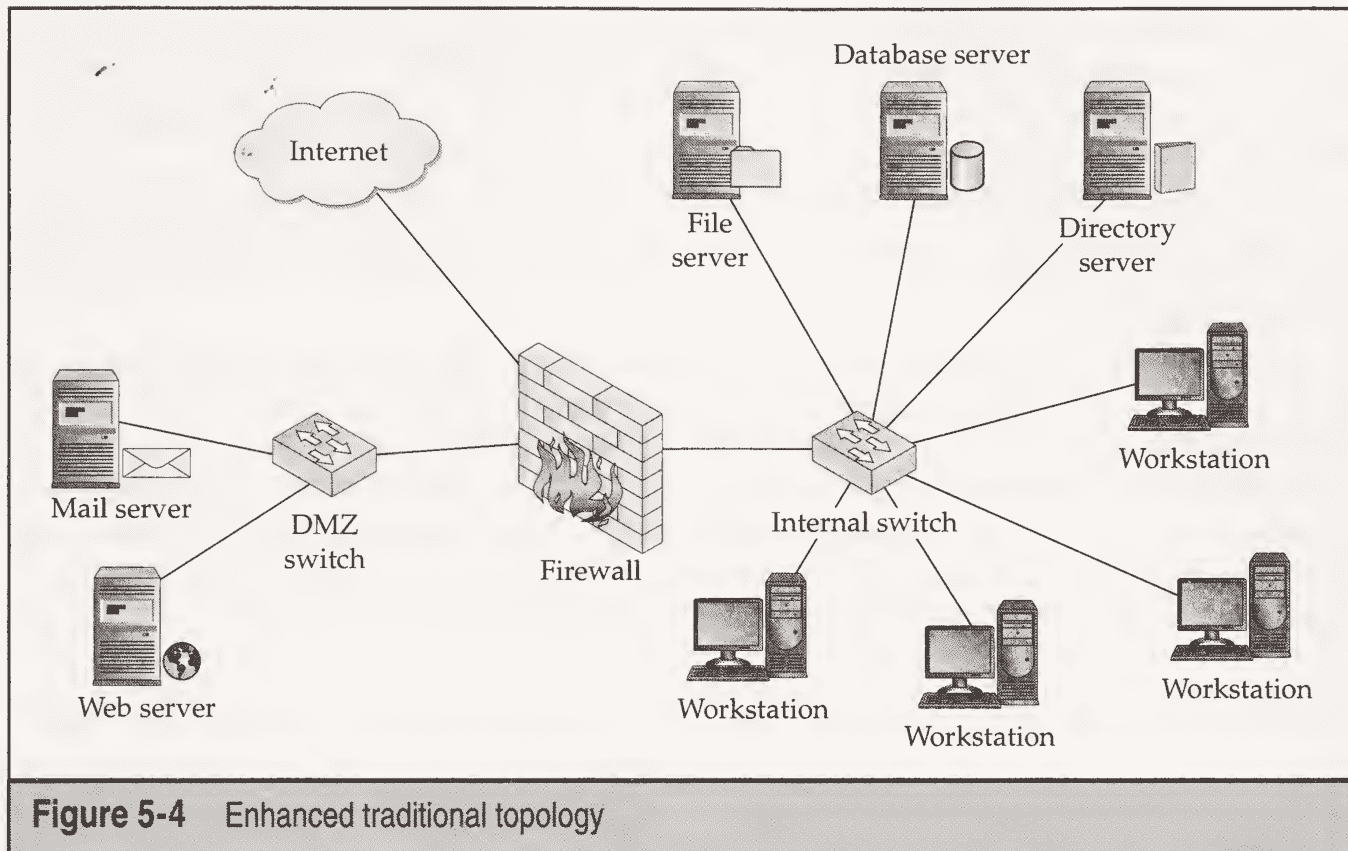 Database server
Internet
File
server
Directory
server
Mail server
DMZ
switch
Firewall
Internal switch
Workstation
Web server
Workstation
Workstation
Workstation
Figure 5-4 Enhanced traditional topology